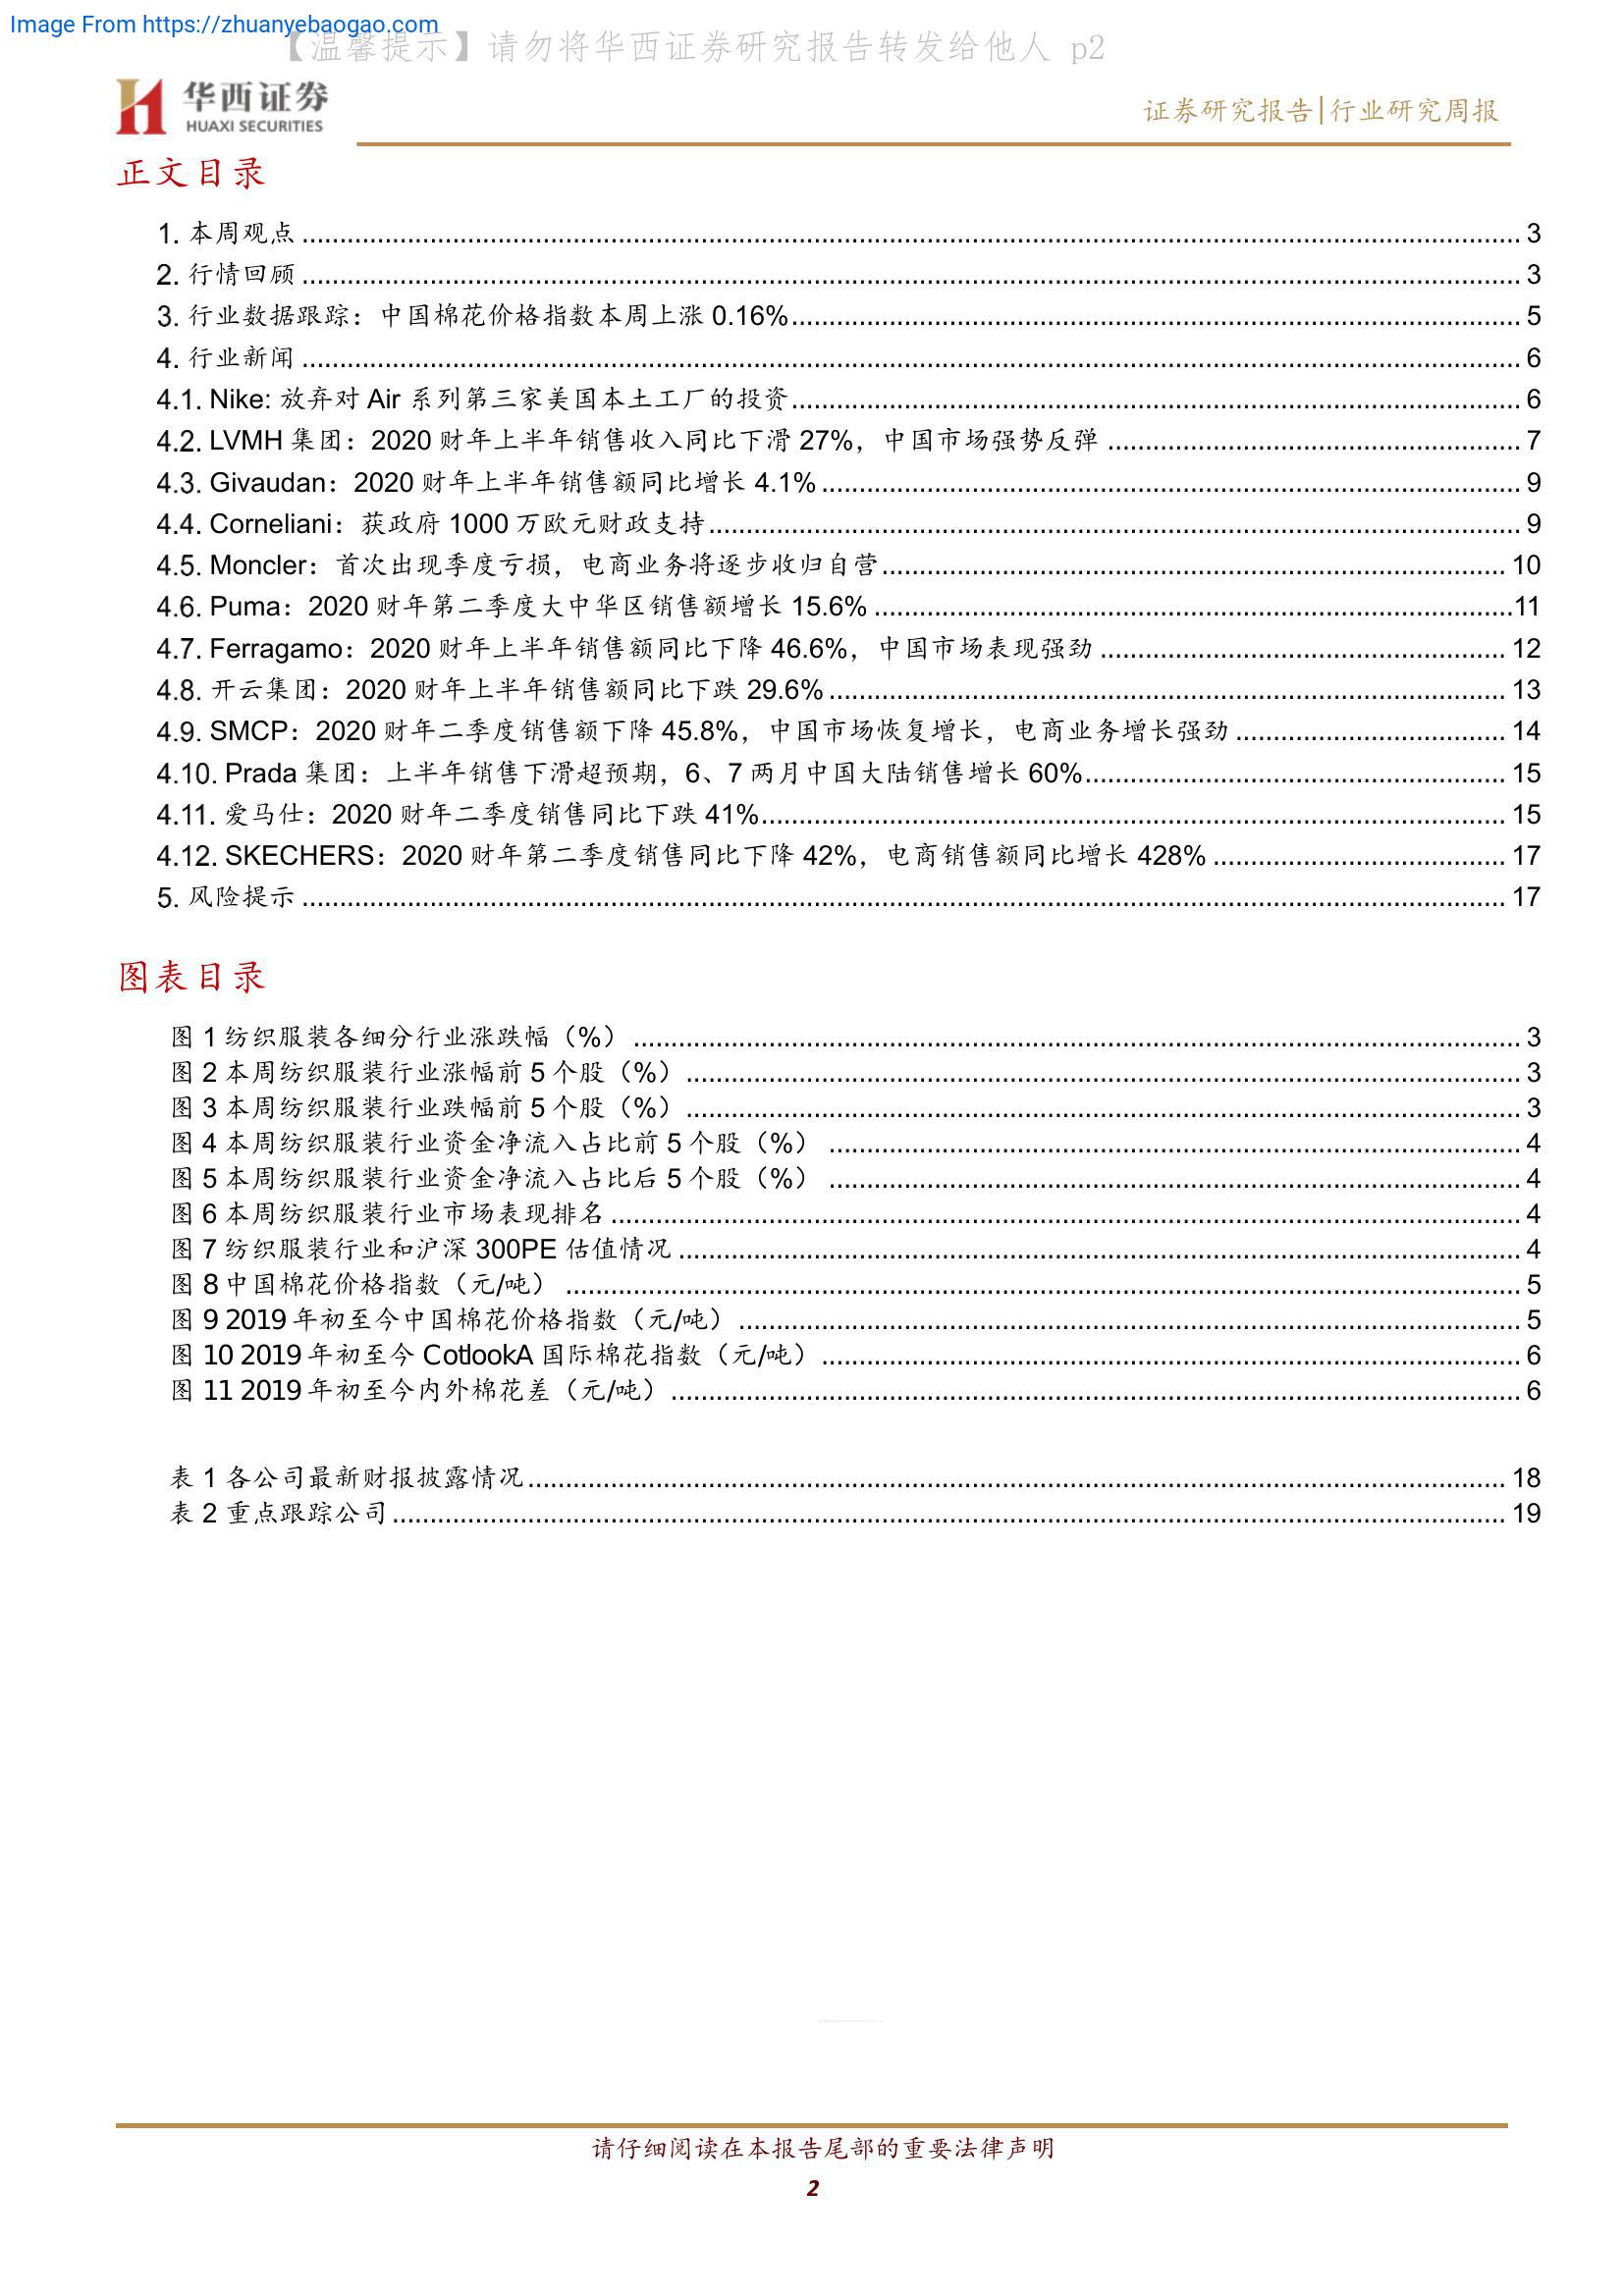 Image From https://zhuanyebaogao.com
【温馨提示】请勿将华西证券研究报告转发给他人 p2
华西证券
HUAXI SECURITIES
证券研究报告|行业研究周报
正文目录
1. 本周观点 3
2. 行情回顾 3
3. 行业数据跟踪：中国棉花价格指数本周上涨 0.16% 5
4. 行业新闻 6
4.1. Nike: 放弃对 Air 系列第三家美国本土工厂的投资 6
4.2. LVMH 集团：2020 财年上半年销售收入同比下滑 27%，中国市场强势反弹 7
4.3. Givaudan：2020 财年上半年销售额同比增长 4.1% 9
4.4. Corneliani：获政府 1000 万欧元财政支持 9
4.5. Moncler：首次出现季度亏损，电商业务将逐步收归自营 10
4.6. Puma：2020 财年第二季度大中华区销售额增长 15.6% 11
4.7. Ferragamo：2020 财年上半年销售额同比下降 46.6%，中国市场表现强劲 12
4.8. 开云集团：2020 财年上半年销售额同比下跌 29.6% 13
4.9. SMCP：2020 财年二季度销售额下降 45.8%，中国市场恢复增长，电商业务增长强劲 14
4.10. Prada 集团：上半年销售下滑超预期，6、7 两月中国大陆销售增长 60% 15
4.11. 爱马仕：2020 财年二季度销售同比下跌 41% 15
4.12. SKECHERS：2020 财年第二季度销售同比下降 42%，电商销售额同比增长 428% 17
5. 风险提示 17
图表目录
图 1 纺织服装各细分行业涨跌幅（%） 3
图 2 本周纺织服装行业涨幅前 5 个股（%） 3
图 3 本周纺织服装行业跌幅前 5 个股（%） 3
图 4 本周纺织服装行业资金净流入占比前 5 个股（%） 4
图 5 本周纺织服装行业资金净流入占比后 5 个股（%） 4
图 6 本周纺织服装行业市场表现排名 4
图 7 纺织服装行业和沪深 300PE 估值情况 4
图 8 中国棉花价格指数（元/吨） 5
图 9 2019 年初至今中国棉花价格指数（元/吨） 5
图 10 2019 年初至今 CotlookA 国际棉花指数（元/吨） 6
图 11 2019 年初至今内外棉花差（元/吨） 6
表 1 各公司最新财报披露情况 18
表 2 重点跟踪公司 19
请仔细阅读在本报告尾部的重要法律声明
2